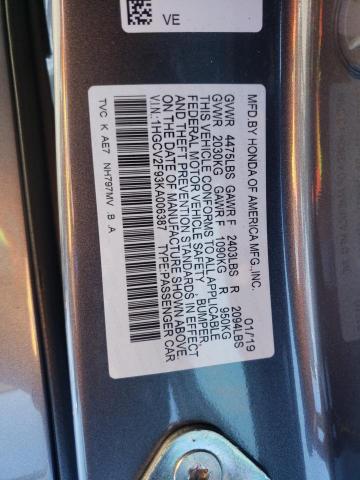 VE
MFD.BY HONDA OF AMERICA MFG.,INC. 01/19
GVWR 4475LBS GAWR F 2403LBS R 2094LBS
GVWR 2030KG GAWR F 1090KG R 950KG
THIS VEHICLE CONFORMS TO ALL APPLICABLE
FEDERAL MOTOR VEHICLE SAFETY , BUMPER,
AND THEFT PREVENTION STANDARDS IN EFFECT
ON THE DATE OF MANUFACTURE SHOWN ABOVE.
V.I.N:1HGCV2F93KA006387 TYPE:PASSENGER CAR
TVC K AE7 NH797MV .B .A